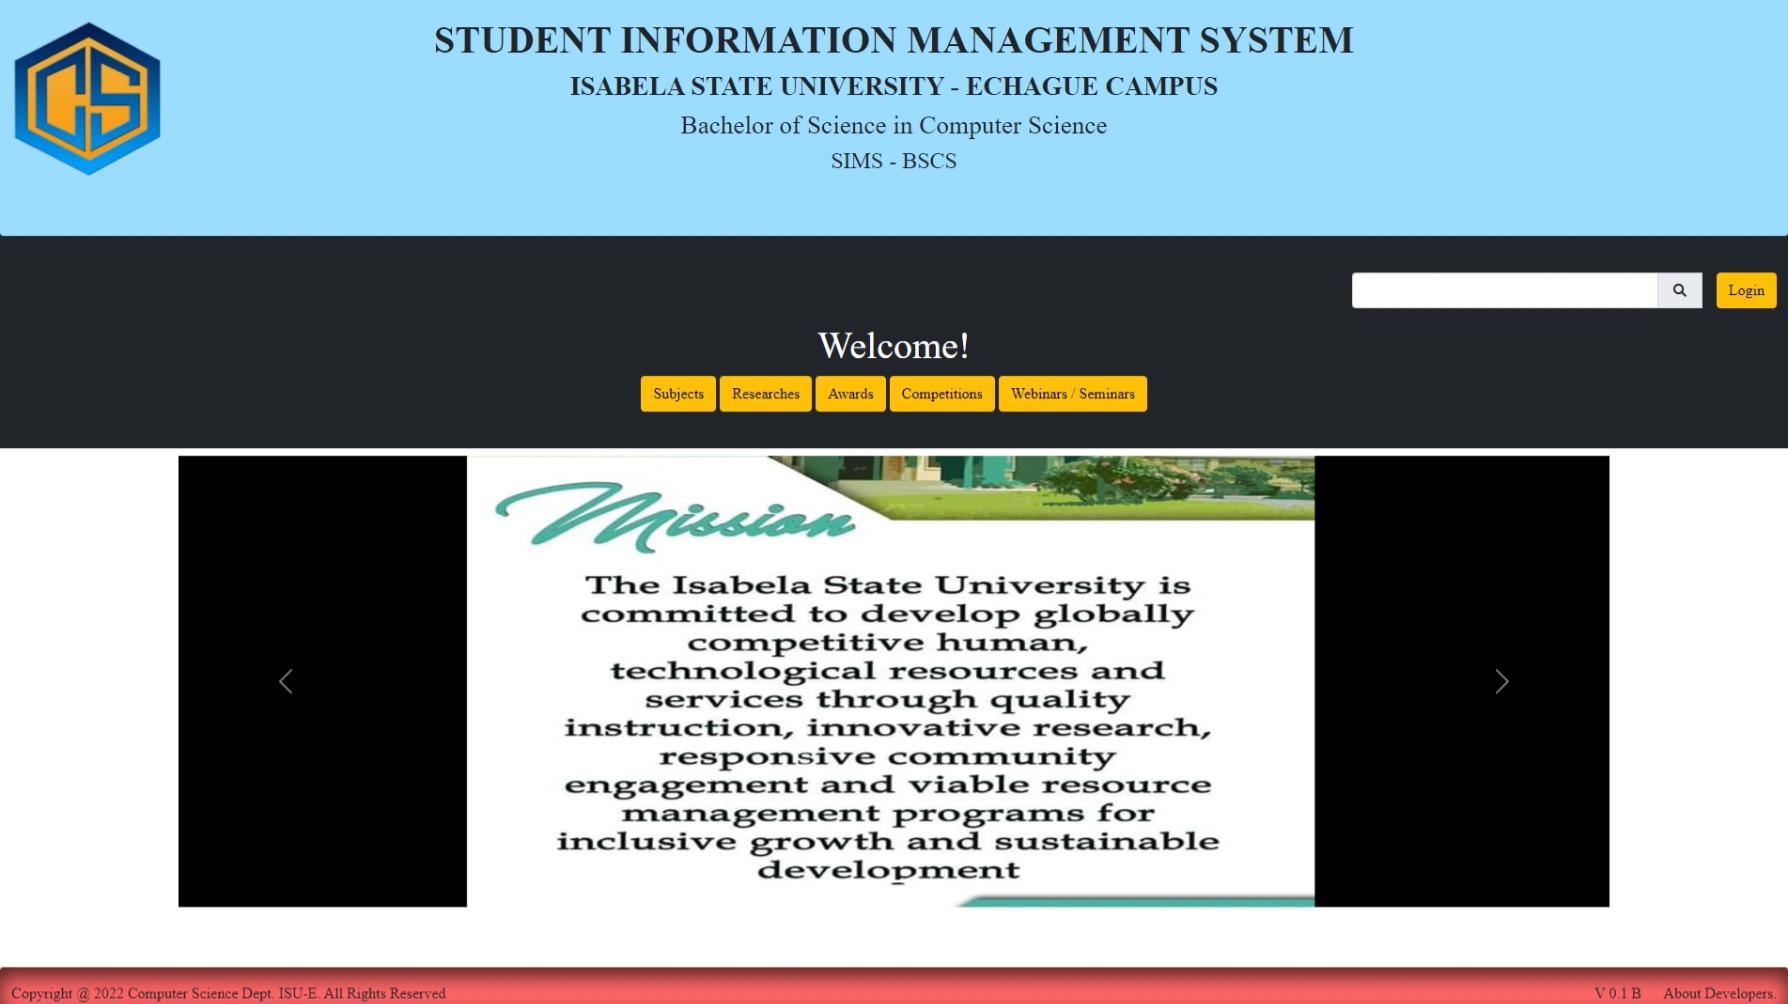 CS
STUDENT INFORMATION MANAGEMENT SYSTEM
ISABELA STATE UNIVERSITY - ECHAGUE CAMPUS
Bachelor of Science in Computer Science
SIMS - BSCS
Login
Welcome!
Subjects Researches Awards Competitions Webinars / Seminars
Mission
The Isabela State University is
committed to develop globally
competitive human,
technological resources and
services through quality
instruction, innovative research,
responsive community
engagement and viable resource
management programs for
inclusive growth and sustainable
development
Copyright @ 2022 Computer Science Dept. ISU-E. All Rights Reserved V 0.1 B About Developers.